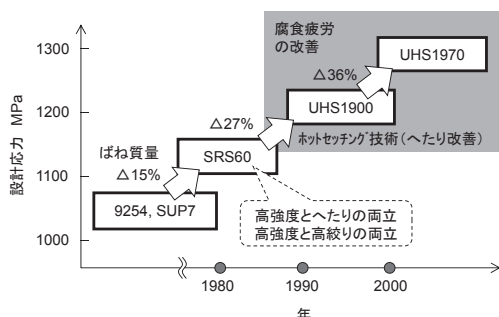 設計応力 MPa
1300
1200
1100
1000
腐食疲労
の改善
UHS1970
△36%
UHS1900
ホットセッチング技術(へたり改善)
△27%
SRS60
ばね質量
△15%
9254, SUP7
高強度とへたりの両立
高強度と高絞りの両立
1980
1990
2000
年